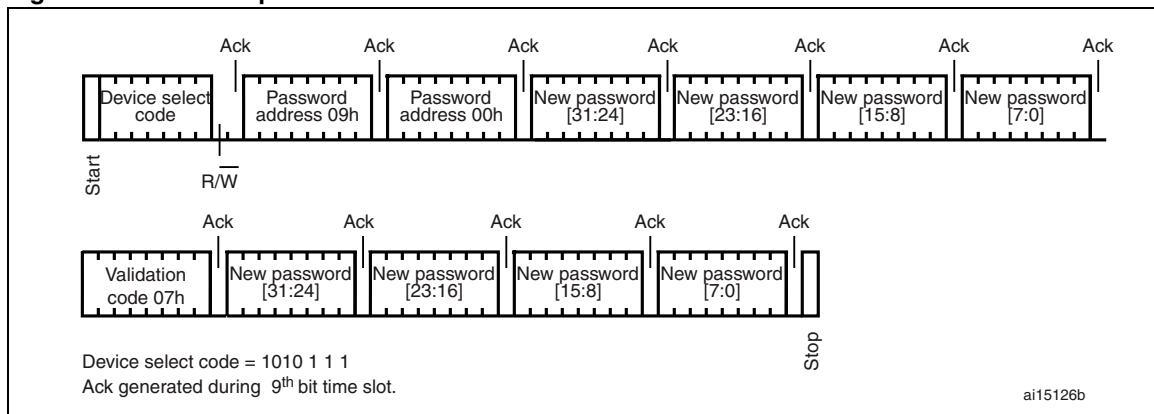 Ack Ack Ack Ack Ack Ack Ack
Device select code
Password address 09h
Password address 00h
New password [31:24]
New password [23:16]
New password [15:8]
New password [7:0]
Start
R/W
Ack Ack Ack Ack Ack
Validation code 07h
New password [31:24]
New password [23:16]
New password [15:8]
New password [7:0]
Stop
Device select code = 1010 1 1 1
Ack generated during 9th bit time slot.
ai15126b